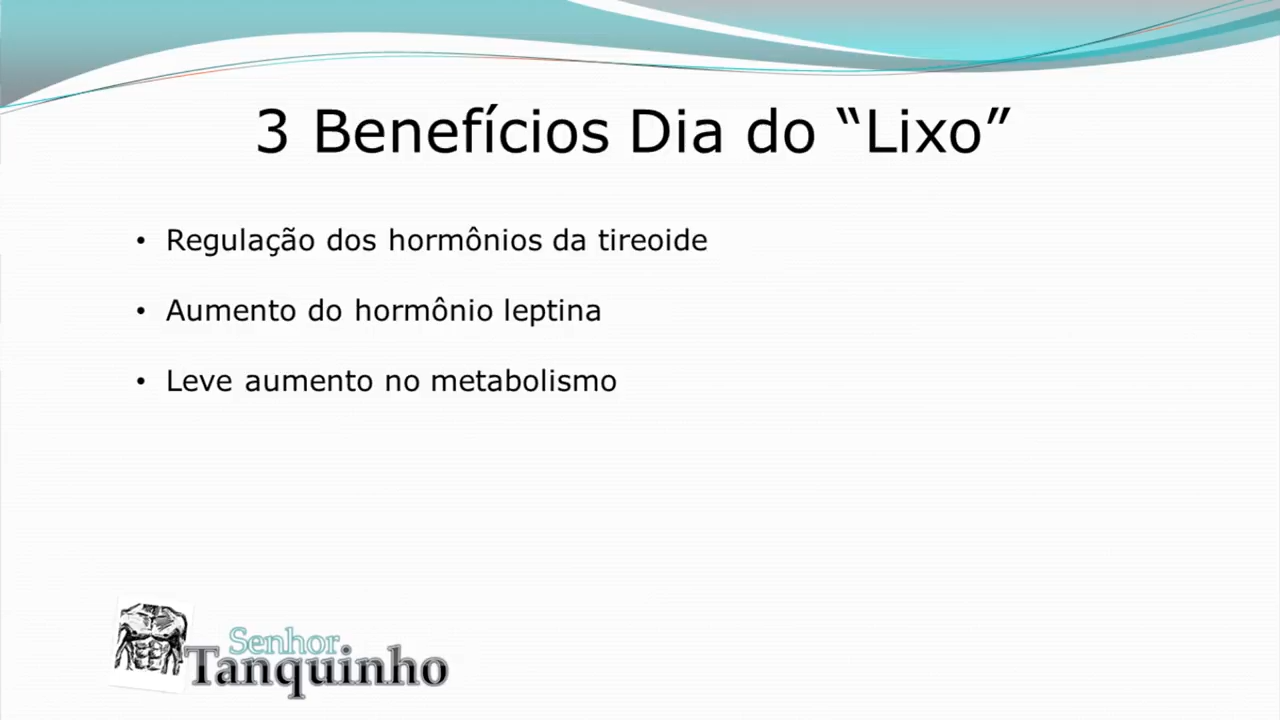 3 Benefícios Dia do “Lixo”
• Regulação dos hormônios da tireoide
• Aumento do hormônio leptina
• Leve aumento no metabolismo
Senhor
Tanquinho